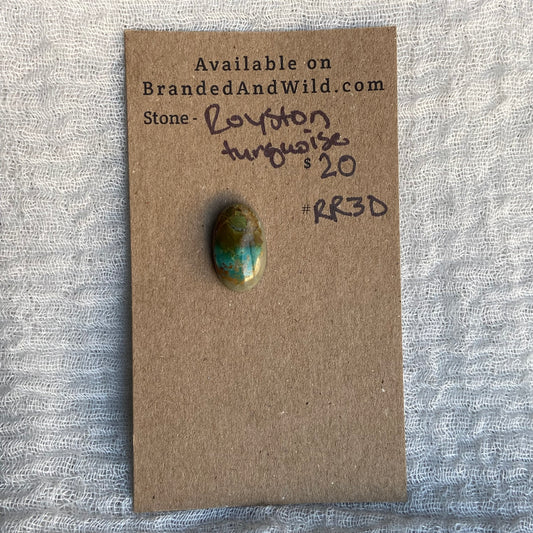 Available on
BrandedAndWild.com
Stone - Royston
turquoise
$ 20
#RR3D